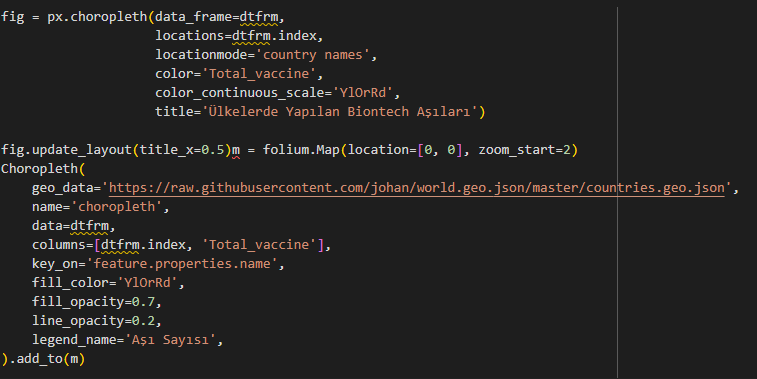 fig = px.choropleth(data_frame=dtfrm,
                    locations=dtfrm.index,
                    locationmode='country names',
                    color='Total_vaccine',
                    color_continuous_scale='YlOrRd',
                    title='Ülkelerde Yapılan Biontech Aşıları')

fig.update_layout(title_x=0.5)m = folium.Map(location=[0, 0], zoom_start=2)
Choropleth(
    geo_data='https://raw.githubusercontent.com/johan/world.geo.json/master/countries.geo.json',
    name='choropleth',
    data=dtfrm,
    columns=[dtfrm.index, 'Total_vaccine'],
    key_on='feature.properties.name',
    fill_color='YlOrRd',
    fill_opacity=0.7,
    line_opacity=0.2,
    legend_name='Aşı Sayısı',
).add_to(m)